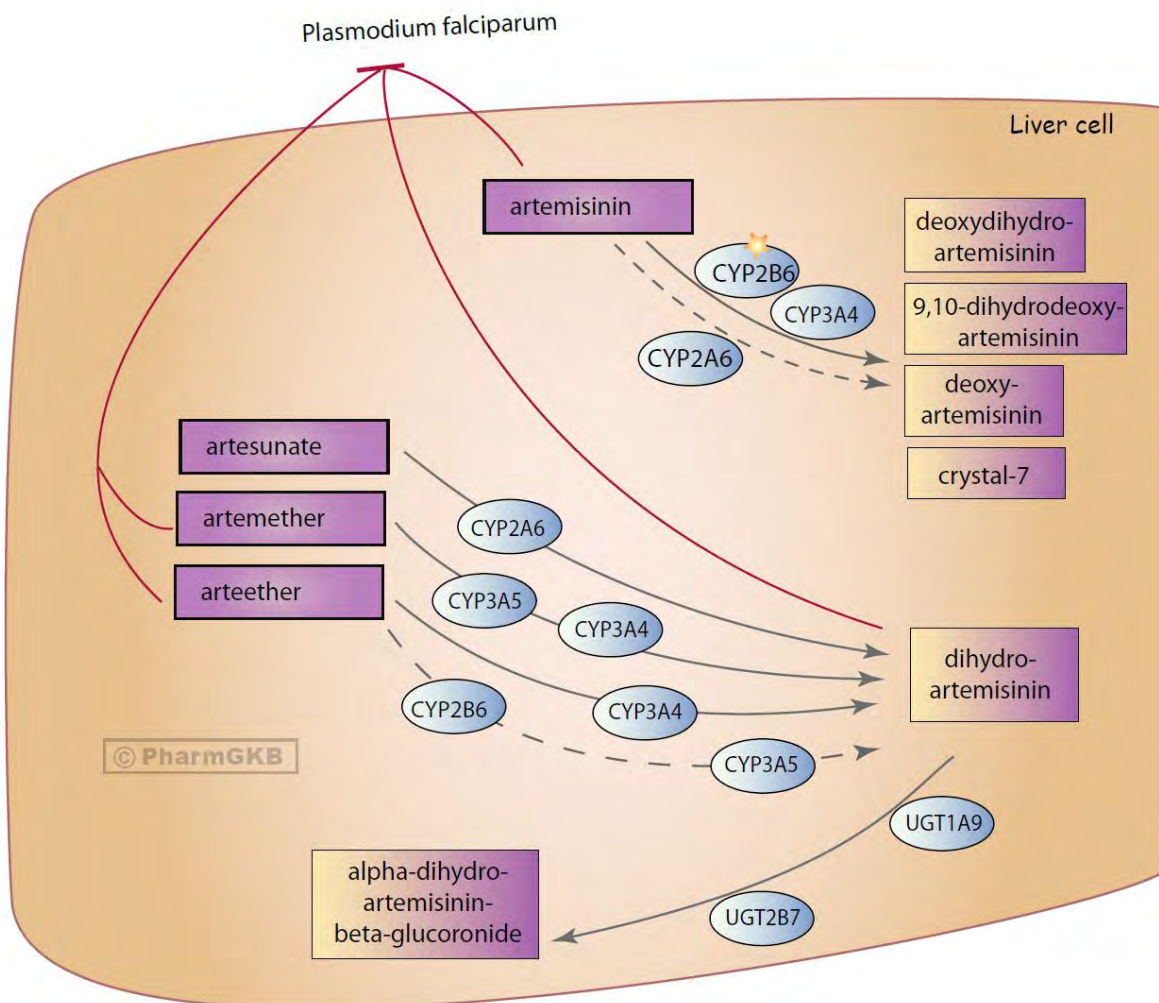 Plasmodium falciparum
Liver cell
artemisinin
deoxydihydro-
artemisinin
CYP2B6
CYP3A4
9,10-dihydrodeoxy-
artemisinin
CYP2A6
deoxy-
artemisinin
crystal-7
artesunate
artemether
arteether
CYP2A6
CYP3A5
CYP3A4
CYP2B6
CYP3A4
CYP3A5
dihydro-
artemisinin
© PharmGKB
UGT1A9
UGT2B7
alpha-dihydro-
artemisinin-
beta-glucoronide